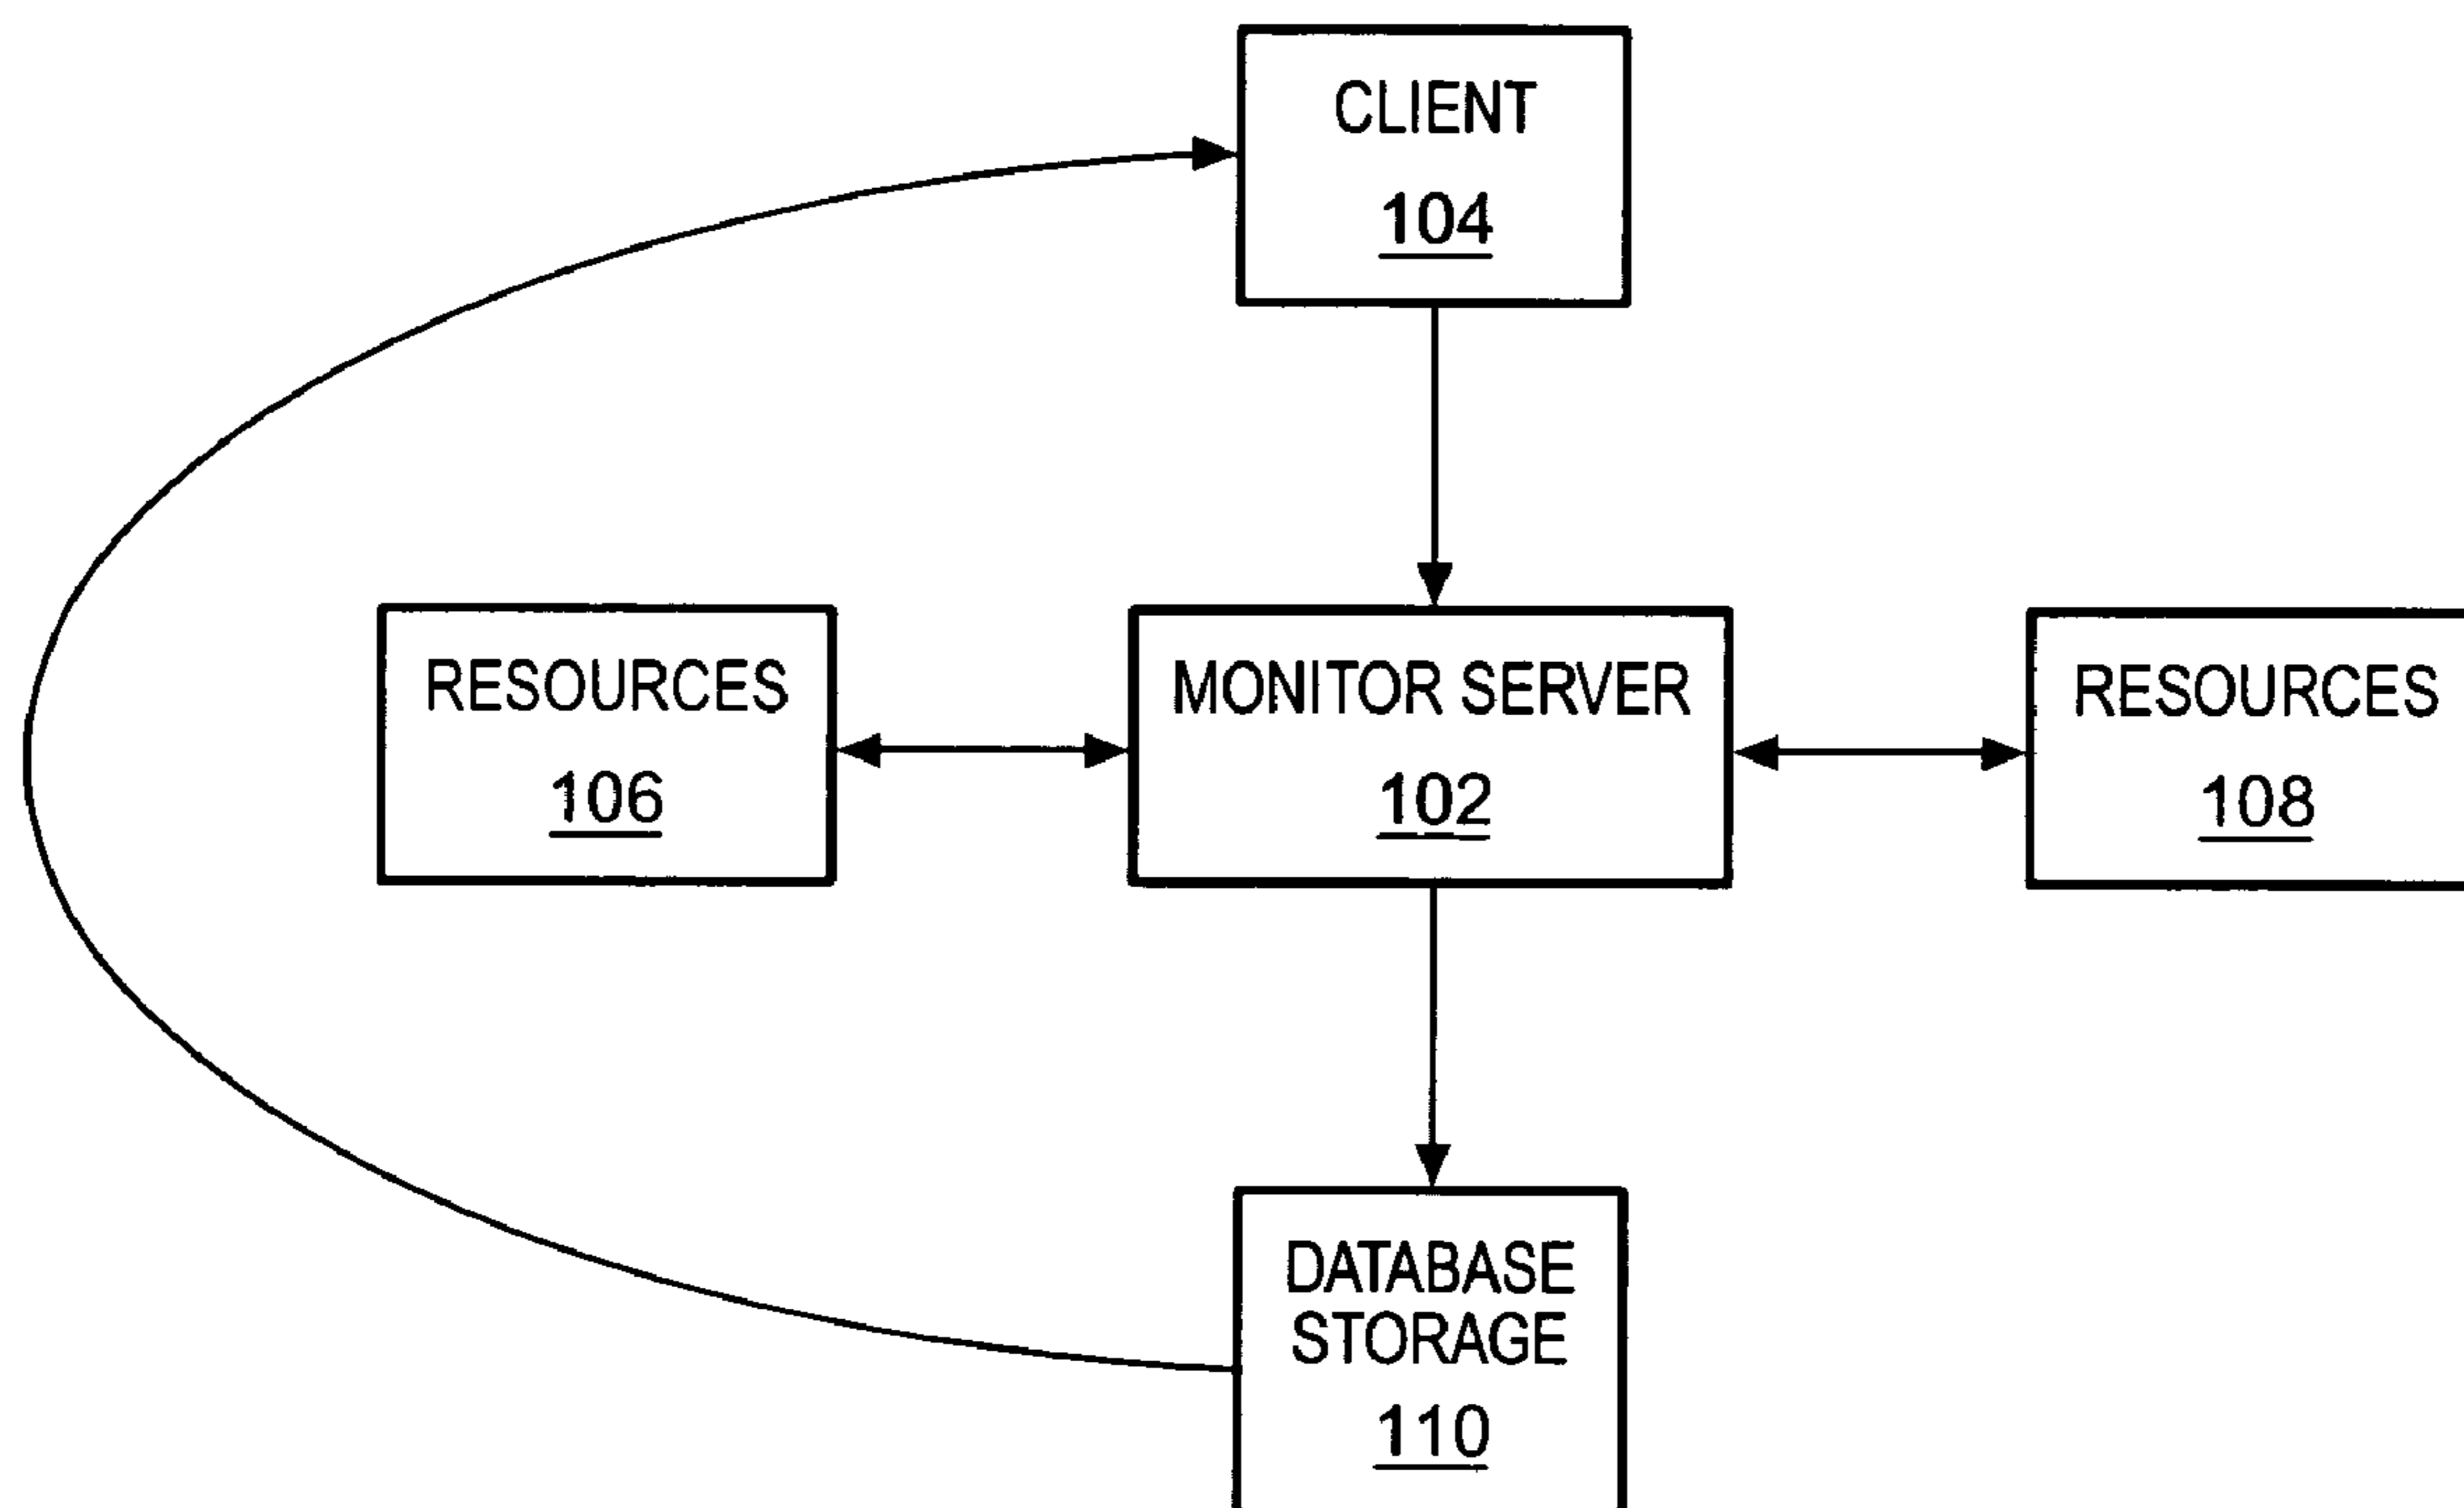 CLIENT
104
RESOURCES
106
MONITOR SERVER
102
RESOURCES
108
DATABASE
STORAGE
110